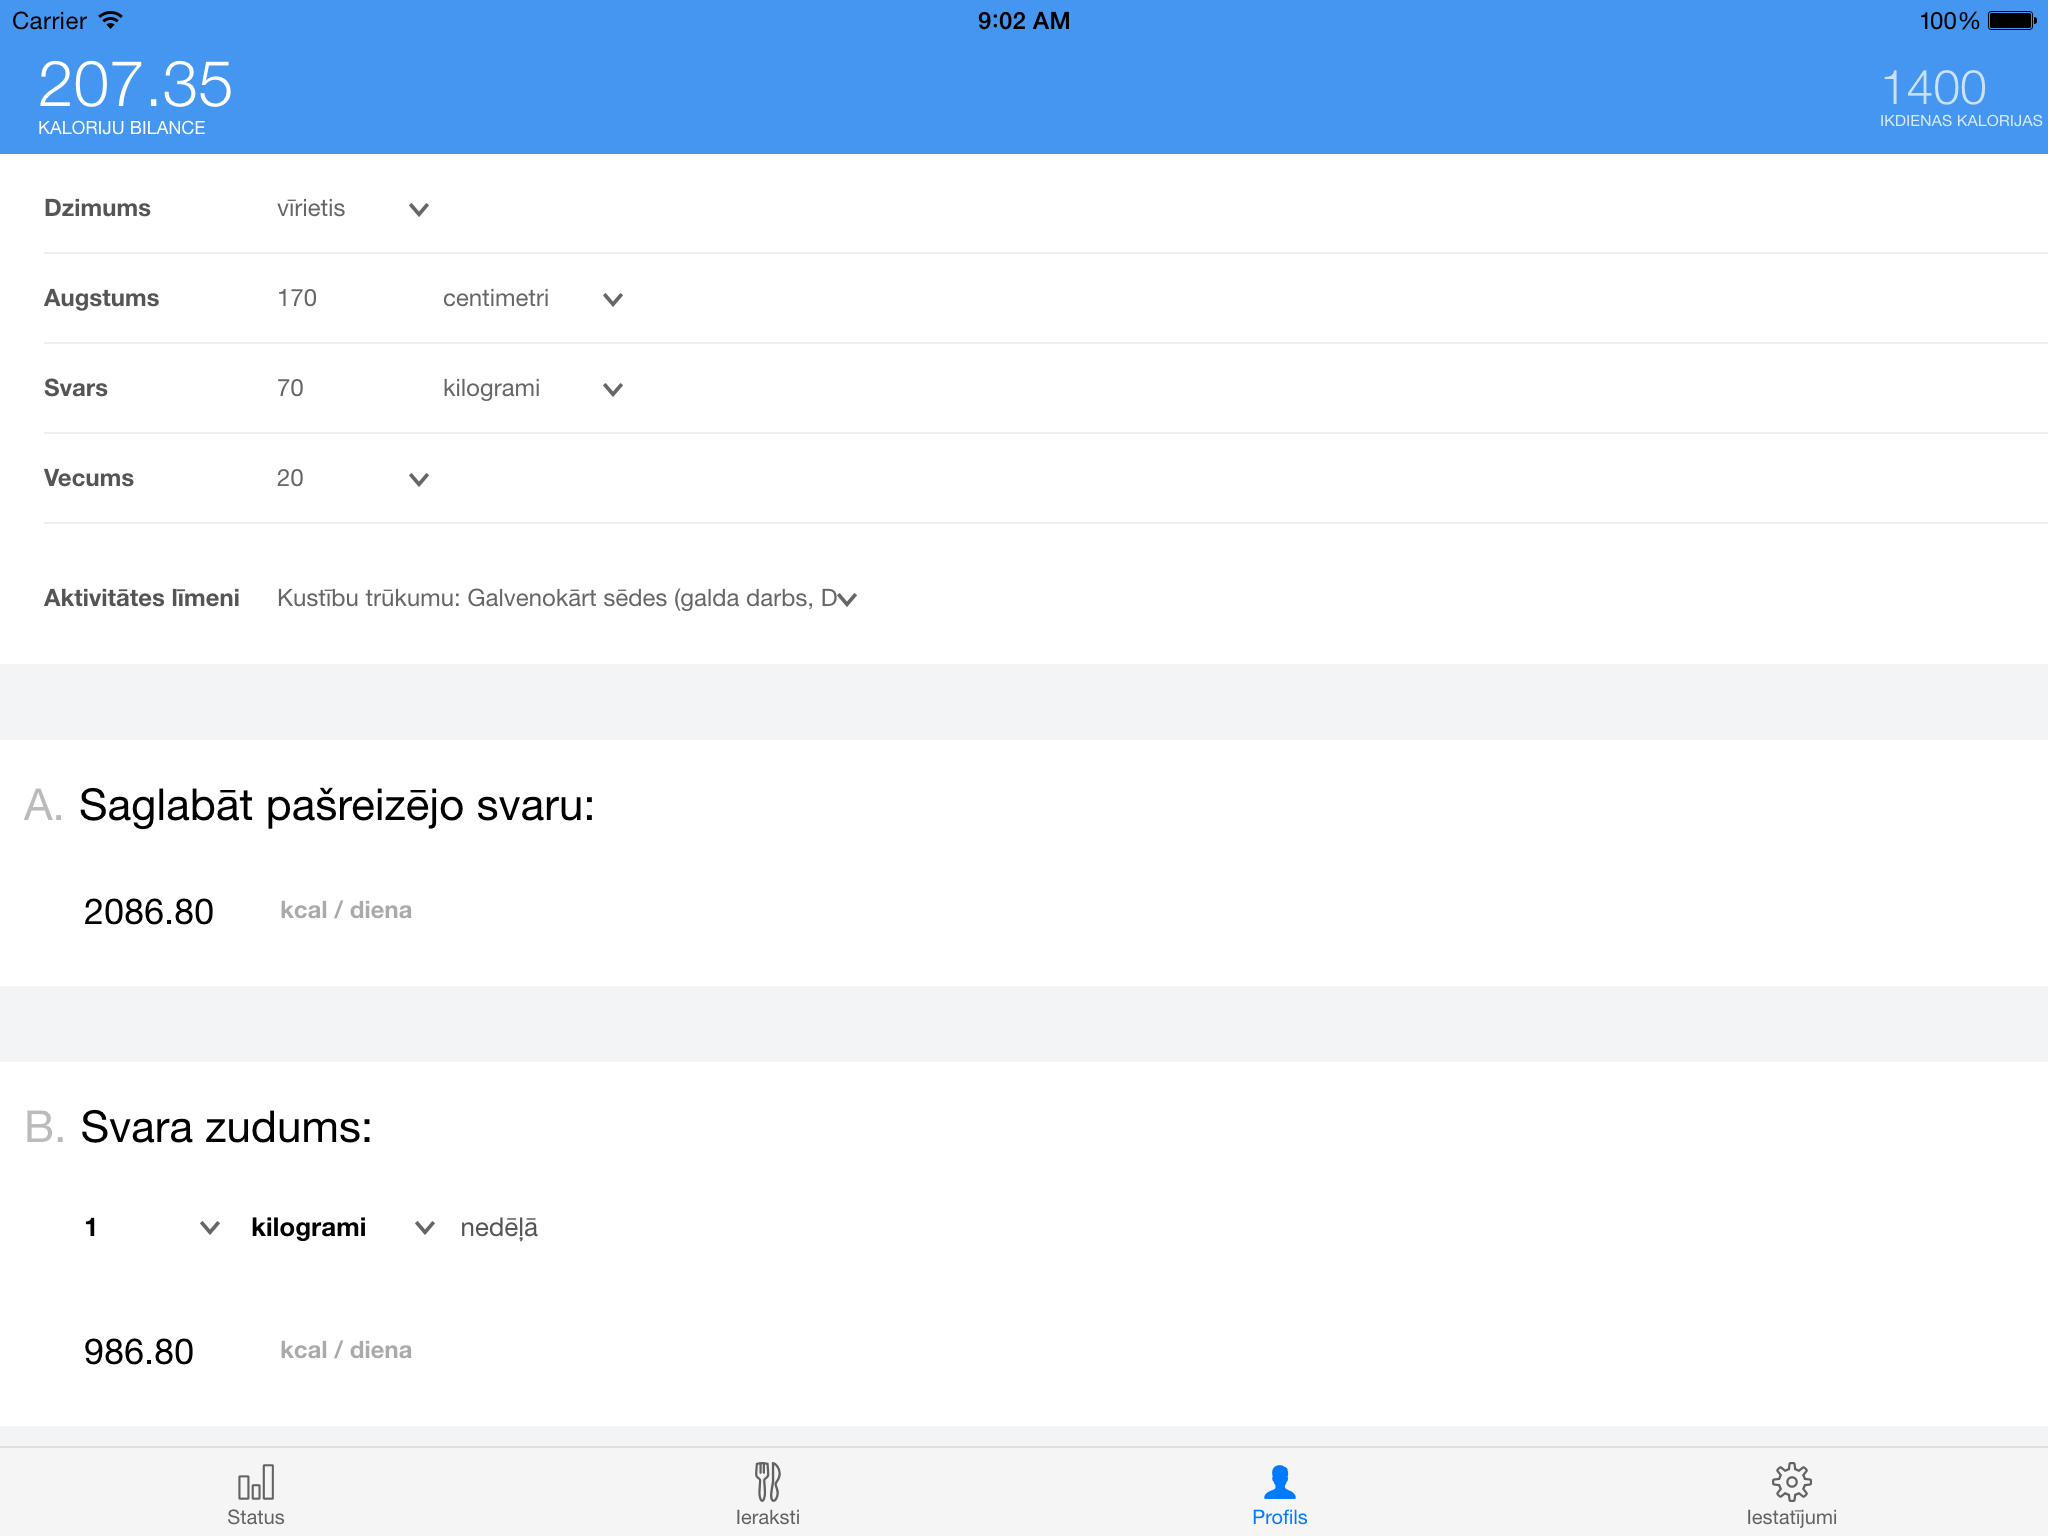 Carrier 9:02 AM 100%
207.35 1400
KALORIJU BILANCE IKDIENAS KALORIJAS
Dzimums vīrietis
Augstums 170 centimetri
Svars 70 kilogrami
Vecums 20
Aktivitātes līmeni Kustību trūkumu: Galvenokārt sēdes (galda darbs, D
A. Saglabāt pašreizējo svaru:
2086.80 kcal / diena
B. Svara zudums:
1 kilogrami nedēļā
986.80 kcal / diena
Status Ieraksti Profils Iestatījumi